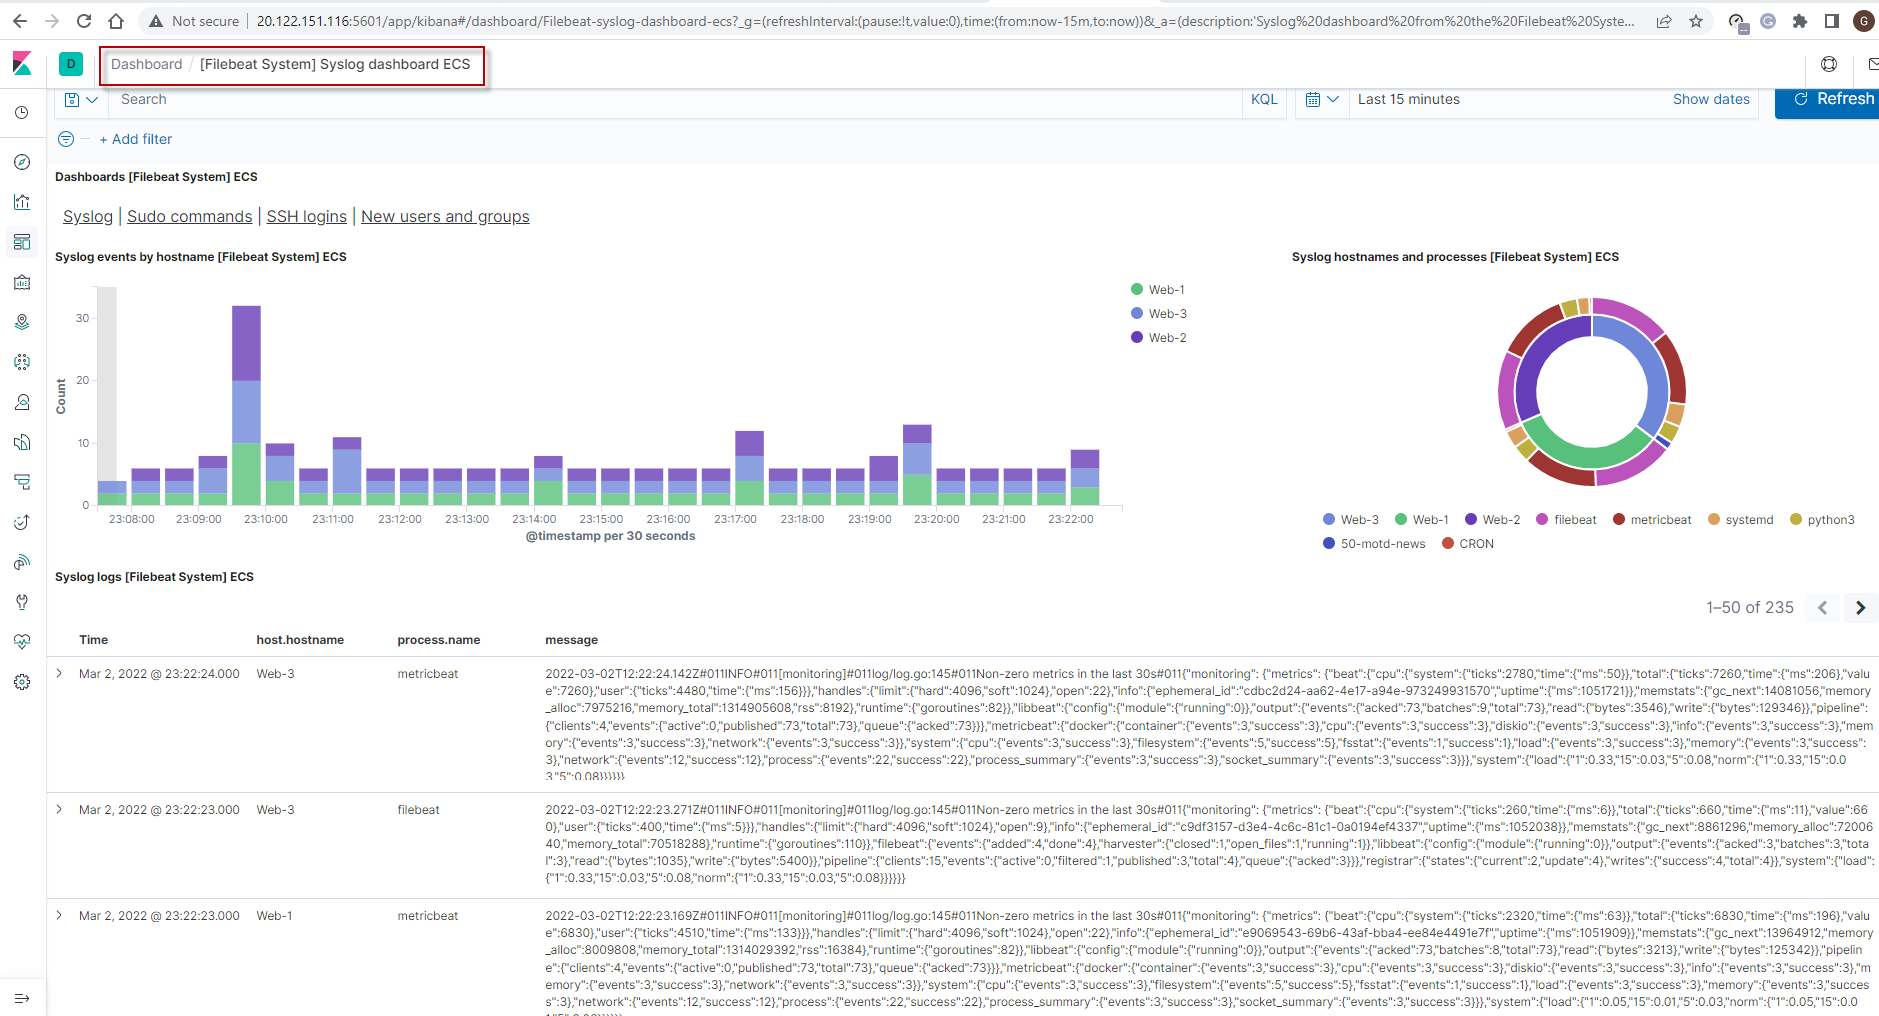 Not secure | 20.122.151.116:5601/app/kibana#/dashboard/Filebeat-syslog-dashboard-ecs?_g=(refreshInterval:(pause:!t,value:0),time:(from:now-15m,to:now))&_a=(description:'Syslog%20dashboard%20from%20the%20Filebeat%20Syste...
G
D
Dashboard / [Filebeat System] Syslog dashboard ECS
Search KQL Last 15 minutes Show dates Refresh
+ Add filter
Dashboards [Filebeat System] ECS
Syslog | Sudo commands | SSH logins | New users and groups
Syslog events by hostname [Filebeat System] ECS
30
20
10
0
Count
23:08:00 23:09:00 23:10:00 23:11:00 23:12:00 23:13:00 23:14:00 23:15:00 23:16:00 23:17:00 23:18:00 23:19:00 23:20:00 23:21:00 23:22:00
@timestamp per 30 seconds
Web-1
Web-3
Web-2
Syslog hostnames and processes [Filebeat System] ECS
Web-3 Web-1 Web-2 filebeat metricbeat systemd python3
50-motd-news CRON
Syslog logs [Filebeat System] ECS
1–50 of 235
Time host.hostname process.name message
Mar 2, 2022 @ 23:22:24.000 Web-3 metricbeat 2022-03-02T12:22:24.142Z#011INFO#011[monitoring]#011log/log.go:145#011Non-zero metrics in the last 30s#011{"monitoring": {"metrics": {"beat":{"cpu":{"system":{"ticks":2780,"time":{"ms":50}},"total":{"ticks":7260,"time":{"ms":206},"valu
e":7260},"user":{"ticks":4480,"time":{"ms":156}}},"handles":{"limit":{"hard":4096,"soft":1024},"open":22},"info":{"ephemeral_id":"cdbc2d24-aa62-4e17-a94e-973249931570","uptime":{"ms":1051721}},"memstats":{"gc_next":14081056,"memory
_alloc":7975216,"memory_total":1314905608,"rss":8192},"runtime":{"goroutines":82}},"libbeat":{"config":{"module":{"running":0}},"output":{"events":{"acked":73,"batches":9,"total":73},"read":{"bytes":3546},"write":{"bytes":129346}},"pipeline":
{"clients":4,"events":{"active":0,"published":73,"total":73},"queue":{"acked":73}}},"metricbeat":{"docker":{"container":{"events":3,"success":3},"cpu":{"events":3,"success":3},"diskio":{"events":3,"success":3},"info":{"events":3,"success":3},"me
mory":{"events":3,"success":3},"network":{"events":3,"success":3}},"system":{"cpu":{"events":3,"success":3},"filesystem":{"events":5,"success":5},"fsstat":{"events":1,"success":1},"load":{"events":3,"success":3},"memory":{"events":3,"success":
3},"network":{"events":12,"success":12},"process":{"events":22,"success":22},"process_summary":{"events":3,"success":3},"socket_summary":{"events":3,"success":3}}},"system":{"load":{"1":0.33,"15":0.03,"5":0.08,"norm":{"1":0.33,"15":0.0
3,"5":0.08}}}}}}
Mar 2, 2022 @ 23:22:23.000 Web-3 filebeat 2022-03-02T12:22:23.271Z#011INFO#011[monitoring]#011log/log.go:145#011Non-zero metrics in the last 30s#011{"monitoring": {"metrics": {"beat":{"cpu":{"system":{"ticks":260,"time":{"ms":6}},"total":{"ticks":660,"time":{"ms":11},"value":66
0},"user":{"ticks":400,"time":{"ms":5}}},"handles":{"limit":{"hard":4096,"soft":1024},"open":9},"info":{"ephemeral_id":"c9df3157-d3e4-4c6c-81c1-0a0194ef4337","uptime":{"ms":1052038}},"memstats":{"gc_next":8861296,"memory_alloc":7200
640,"memory_total":70518288},"runtime":{"goroutines":110}},"filebeat":{"events":{"added":4,"done":4},"harvester":{"closed":1,"open_files":1,"running":1}},"libbeat":{"config":{"module":{"running":0}},"output":{"events":{"acked":3,"batches":3,"tota
l":3},"read":{"bytes":1035},"write":{"bytes":5400}},"pipeline":{"clients":15,"events":{"active":0,"filtered":1,"published":3,"total":4},"queue":{"acked":3}}},"registrar":{"states":{"current":2,"update":4},"writes":{"success":4,"total":4}},"system":{"load":
{"1":0.33,"15":0.03,"5":0.08,"norm":{"1":0.33,"15":0.03,"5":0.08}}}}}}
Mar 2, 2022 @ 23:22:23.000 Web-1 metricbeat 2022-03-02T12:22:23.169Z#011INFO#011[monitoring]#011log/log.go:145#011Non-zero metrics in the last 30s#011{"monitoring": {"metrics": {"beat":{"cpu":{"system":{"ticks":2320,"time":{"ms":63}},"total":{"ticks":6830,"time":{"ms":196},"valu
e":6830},"user":{"ticks":4510,"time":{"ms":133}}},"handles":{"limit":{"hard":4096,"soft":1024},"open":22},"info":{"ephemeral_id":"e9069543-69b6-43af-bba4-ee84e4491e7f","uptime":{"ms":1051909}},"memstats":{"gc_next":13964912,"memory
_alloc":8009808,"memory_total":1314029392,"rss":16384},"runtime":{"goroutines":82}},"libbeat":{"config":{"module":{"running":0}},"output":{"events":{"acked":73,"batches":8,"total":73},"read":{"bytes":3213},"write":{"bytes":125342}},"pipelin
e":{"clients":4,"events":{"active":0,"published":73,"total":73},"queue":{"acked":73}}},"metricbeat":{"docker":{"container":{"events":3,"success":3},"cpu":{"events":3,"success":3},"diskio":{"events":3,"success":3},"info":{"events":3,"success":3},"me
mory":{"events":3,"success":3},"network":{"events":3,"success":3}},"system":{"cpu":{"events":3,"success":3},"filesystem":{"events":5,"success":5},"fsstat":{"events":1,"success":1},"load":{"events":3,"success":3},"memory":{"events":3,"succes
s":3},"network":{"events":12,"success":12},"process":{"events":22,"success":22},"process_summary":{"events":3,"success":3},"socket_summary":{"events":3,"success":3}}},"system":{"load":{"1":0.05,"15":0.01,"5":0.03,"norm":{"1":0.05,"15":0.0